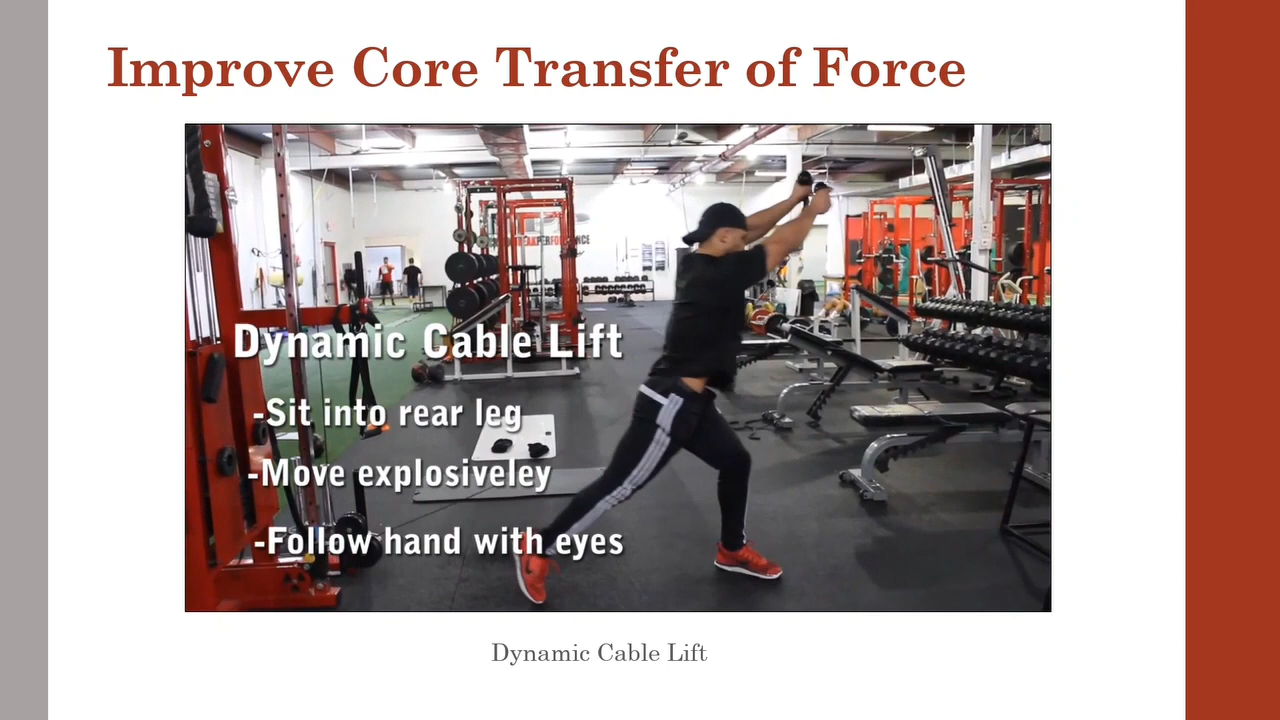 Improve Core Transfer of Force
Dynamic Cable Lift
-Sit into rear leg
-Move explosiveley
-Follow hand with eyes
Dynamic Cable Lift